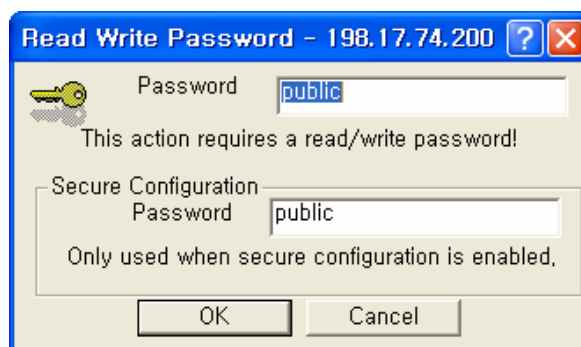 Read Write Password - 198.17.74.200
Password public
This action requires a read/write password!
Secure Configuration
Password public
Only used when secure configuration is enabled,
OK Cancel